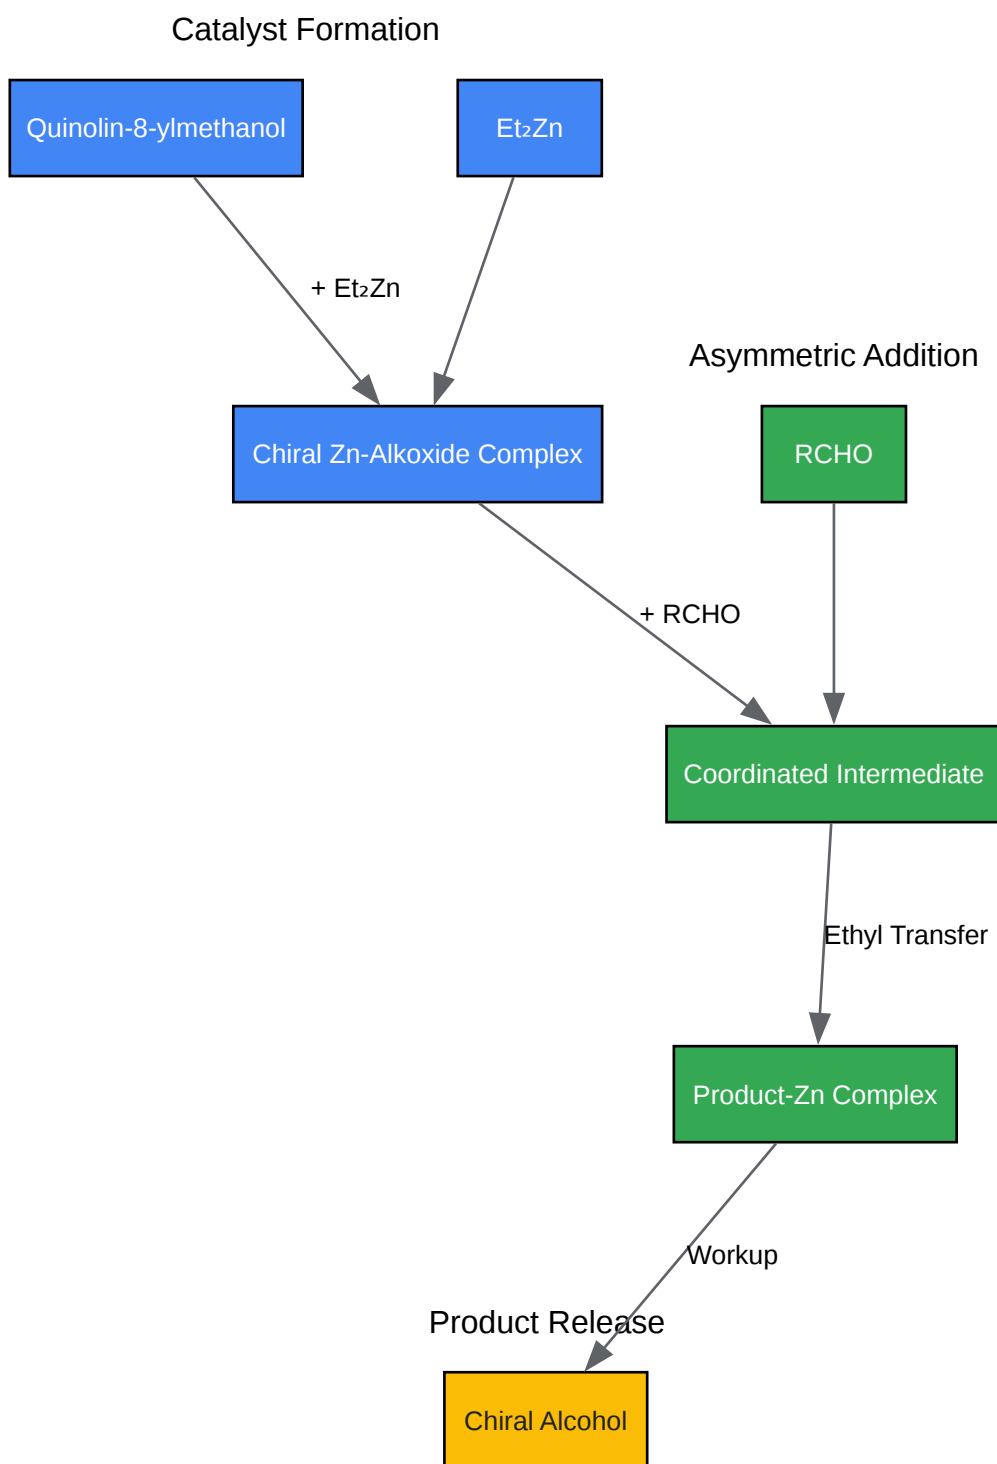 Catalyst Formation
Quinolin-8-ylmethanol
Et₂Zn
+ Et₂Zn
Asymmetric Addition
Chiral Zn-Alkoxide Complex
RCHO
+ RCHO
Coordinated Intermediate
Ethyl Transfer
Product-Zn Complex
Workup
Product Release
Chiral Alcohol